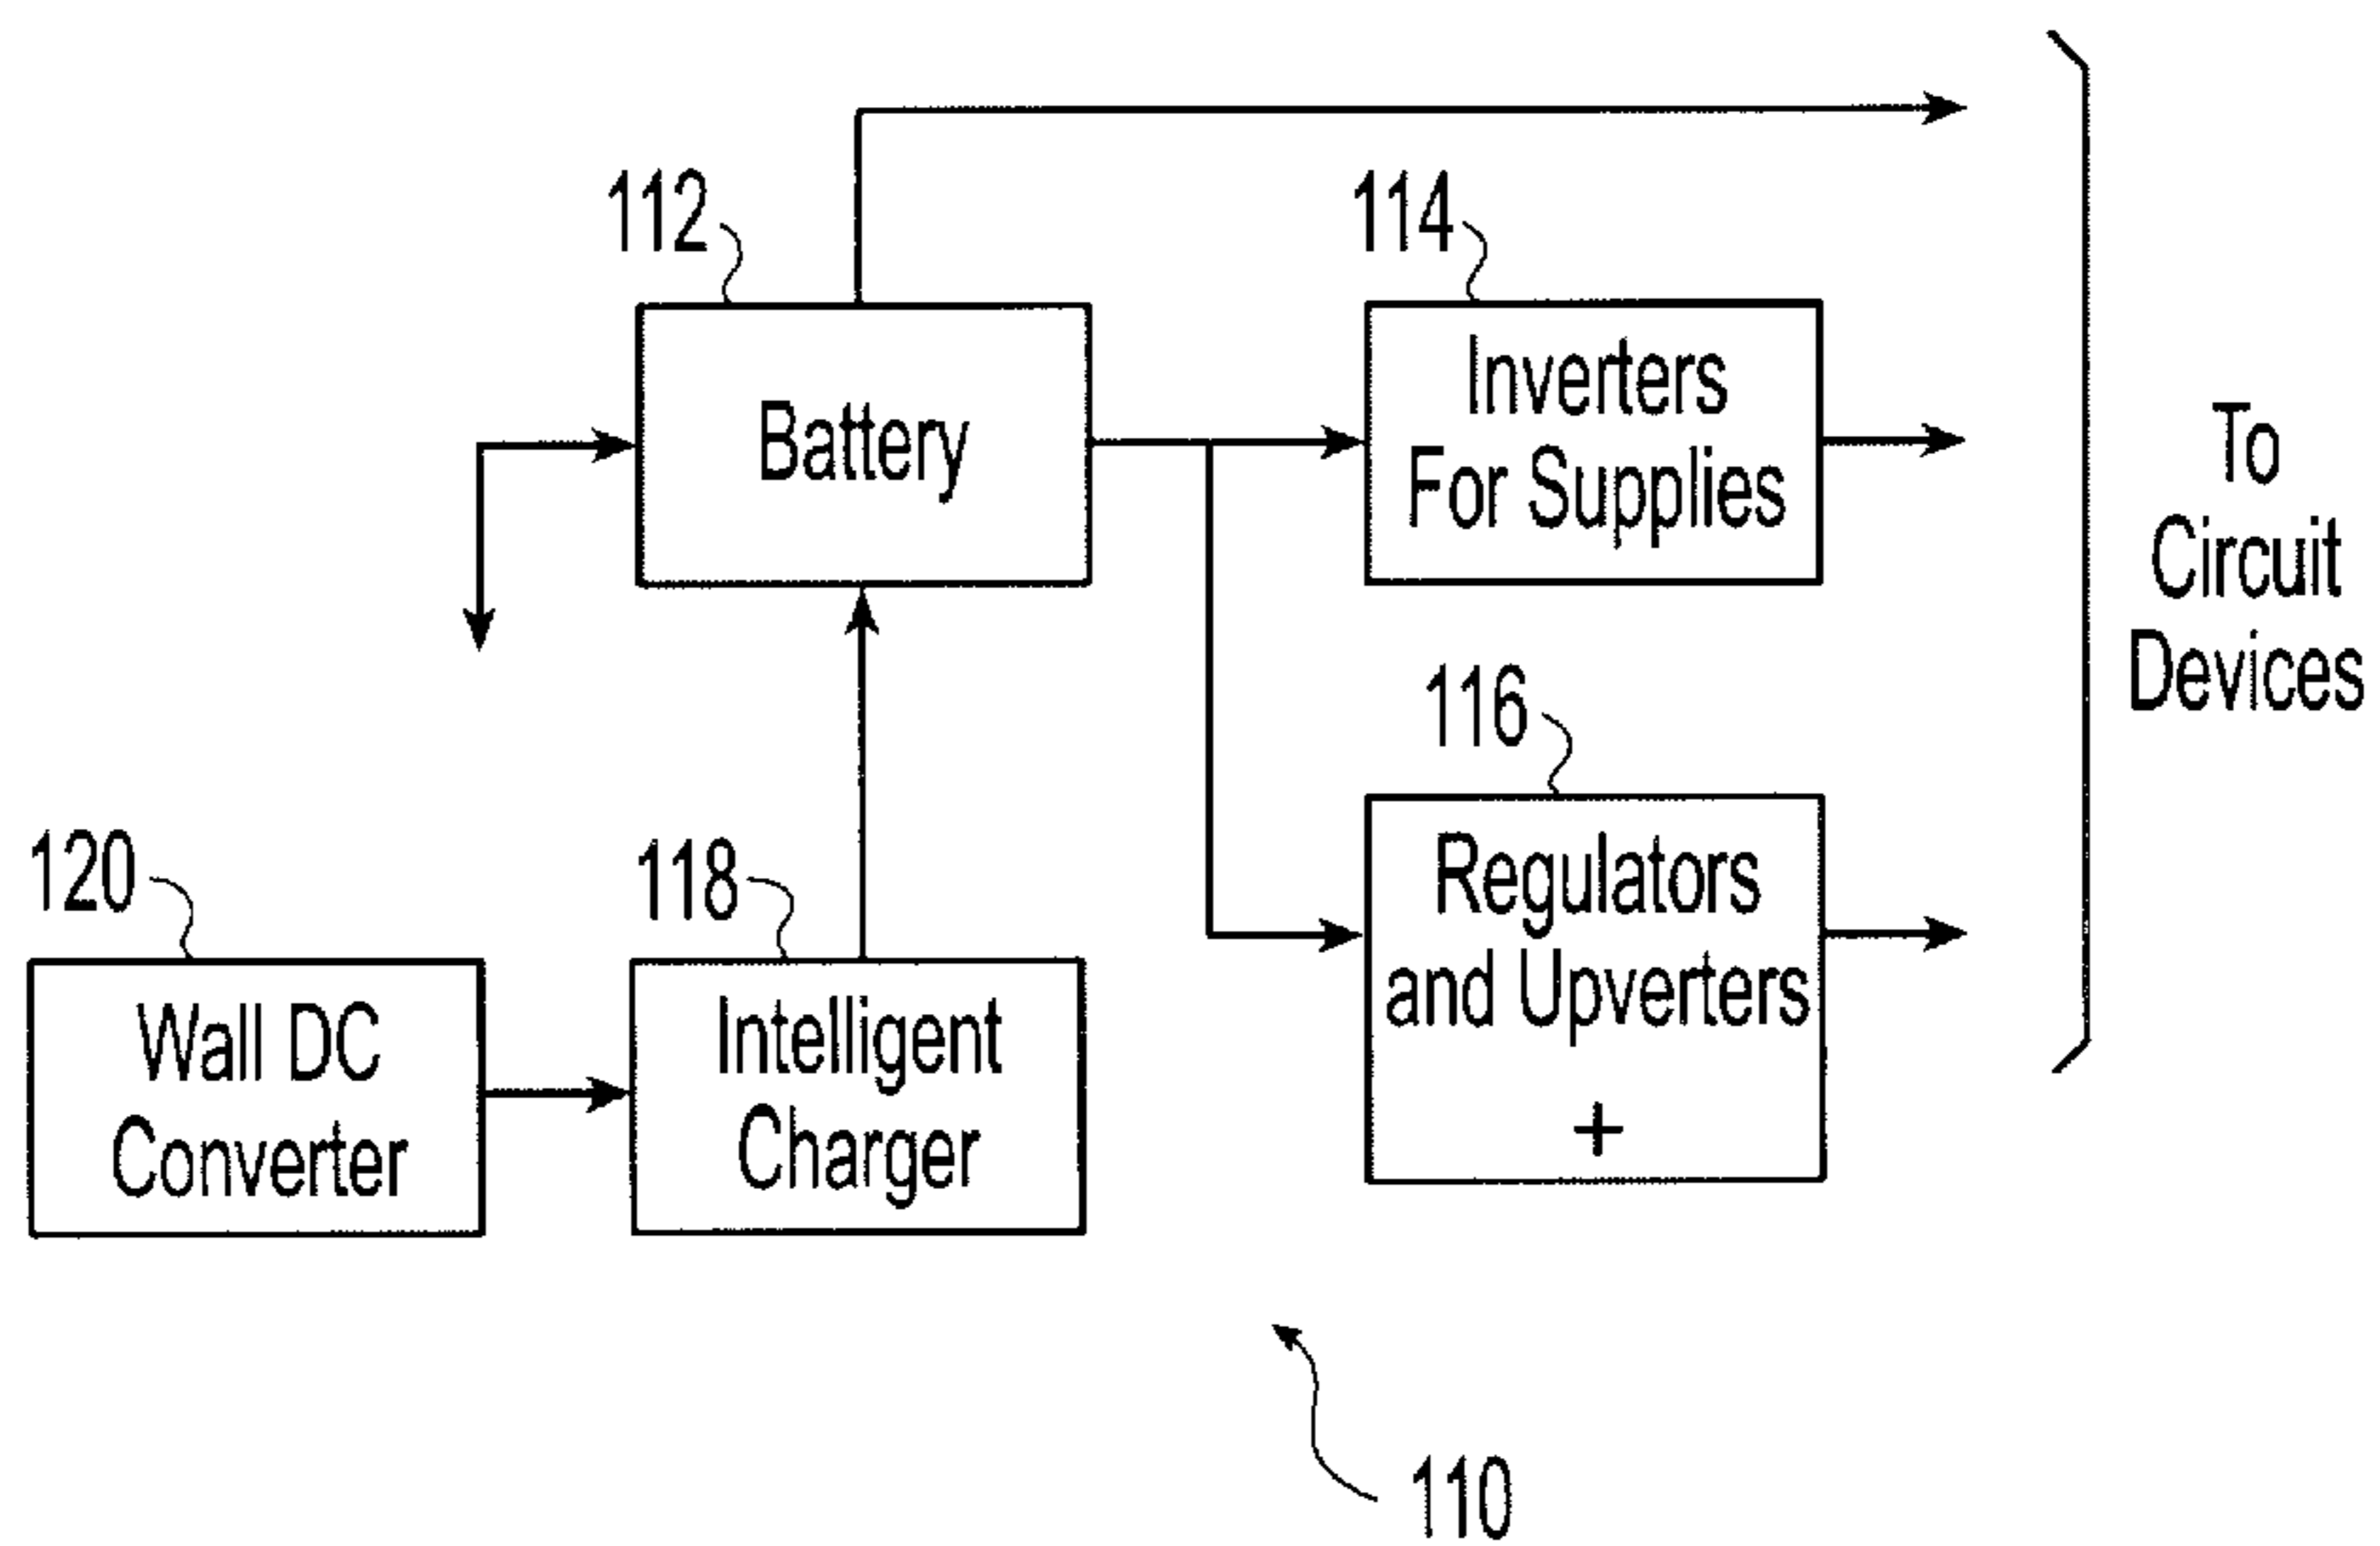 112
114
Battery
Inverters
For Supplies
To
Circuit
Devices
116
120
118
Regulators
and Upverters
+
Wall DC
Converter
Intelligent
Charger
110